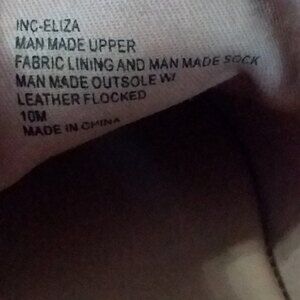 INC-ELIZA
MAN MADE UPPER
FABRIC LINING AND MAN MADE SOCK
MAN MADE OUTSOLE W/
LEATHER FLOCKED
10M
MADE IN CHINA